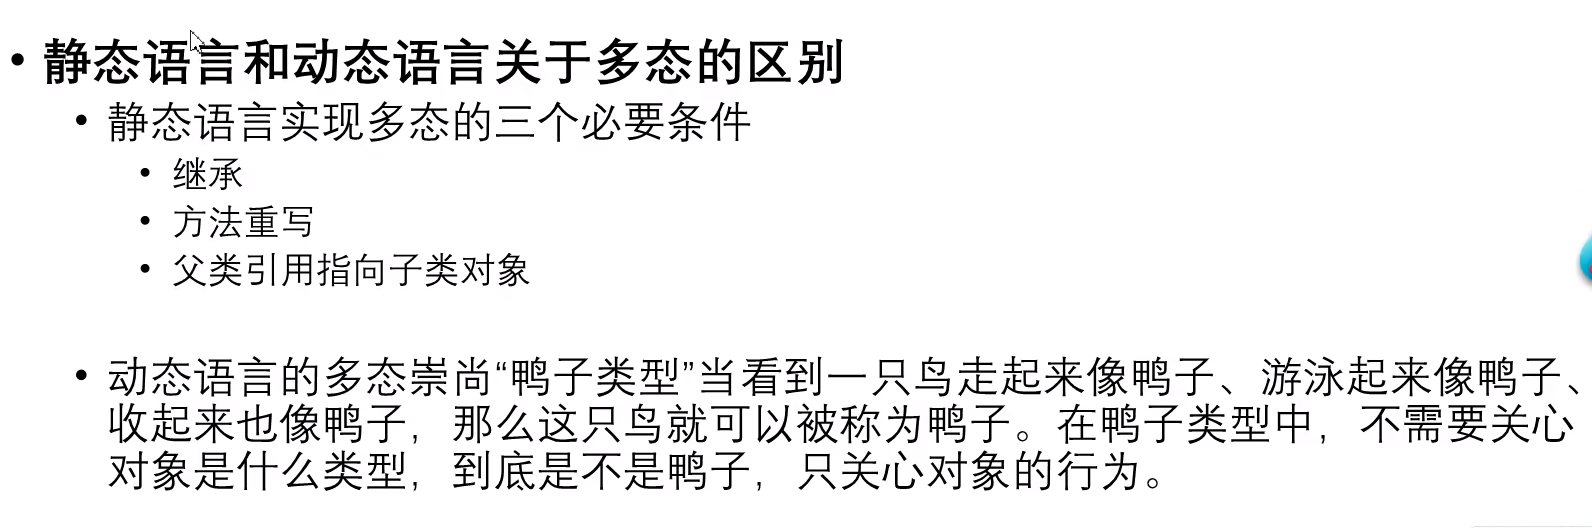 • 静态语言和动态语言关于多态的区别
• 静态语言实现多态的三个必要条件
• 继承
• 方法重写
• 父类引用指向子类对象
• 动态语言的多态崇尚“鸭子类型”当看到一只鸟走起来像鸭子、游泳起来像鸭子、
收起来也像鸭子，那么这只鸟就可以被称为鸭子。在鸭子类型中，不需要关心
对象是什么类型，到底是不是鸭子，只关心对象的行为。